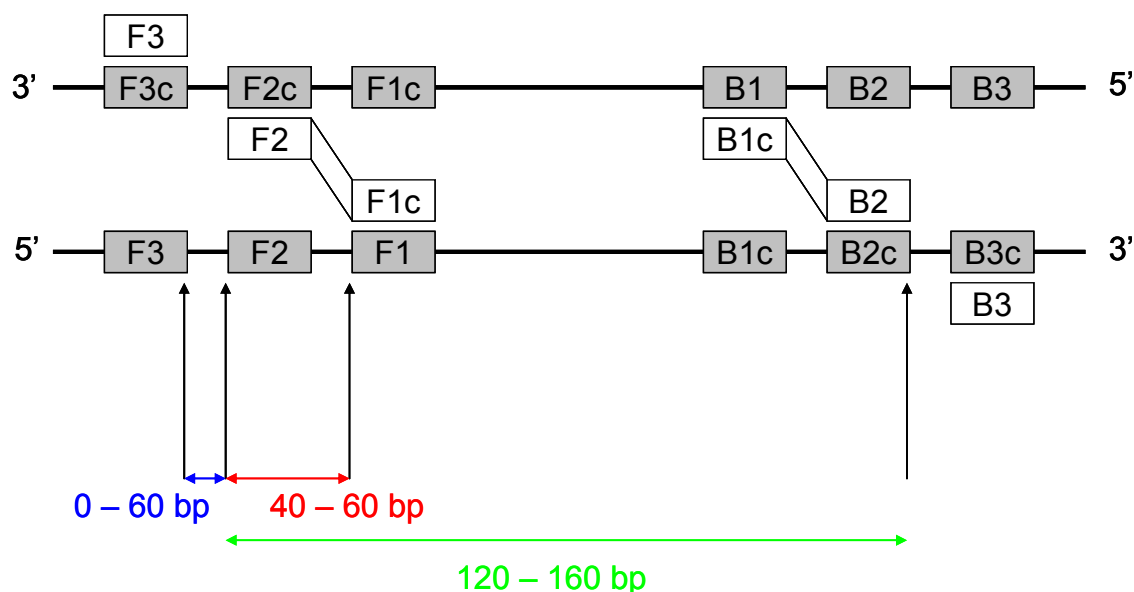 F3
3’ F3c F2c F1c B1 B2 B3 5’
F2 B1c
F1c B2
5’ F3 F2 F1 B1c B2c B3c 3’
B3
0 – 60 bp 40 – 60 bp
120 – 160 bp